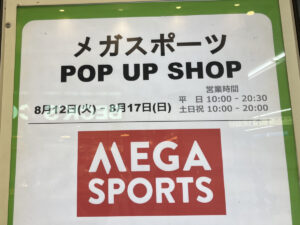 メガスポーツ
POP UP SHOP
営業時間
8月12日(火) - 8月17日(日) 平 日 10:00 - 20:30
土日祝 10:00 - 20:00
MEGA
SPORTS